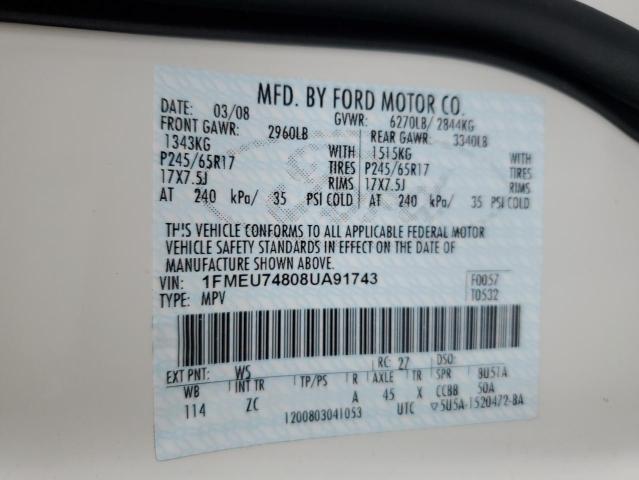 MFD. BY FORD MOTOR CO.
DATE: 03/08 GVWR: 6270LB/ 2844KG
FRONT GAWR: 2960LB REAR GAWR: 3340LB
1343KG WITH 1515KG WITH
P245/65R17 TIRES P245/65R17 TIRES
17X7.5J RIMS 17X7.5J RIMS
AT 240 kPa/ 35 PSI COLD AT 240 kPa/ 35 PSI COLD
THIS VEHICLE CONFORMS TO ALL APPLICABLE FEDERAL MOTOR
VEHICLE SAFETY STANDARDS IN EFFECT ON THE DATE OF
MANUFACTURE SHOWN ABOVE.
VIN: 1FMEU74808UA91743 F0057
TYPE: MPV T0532
EXT PNT: WS RC: 27 DSO:
WB INT TR TP/PS R AXLE TR SPR
114 ZC A 45 X CCBB 50A
1200803041053 UTC ▽5U5A-1520472-BA